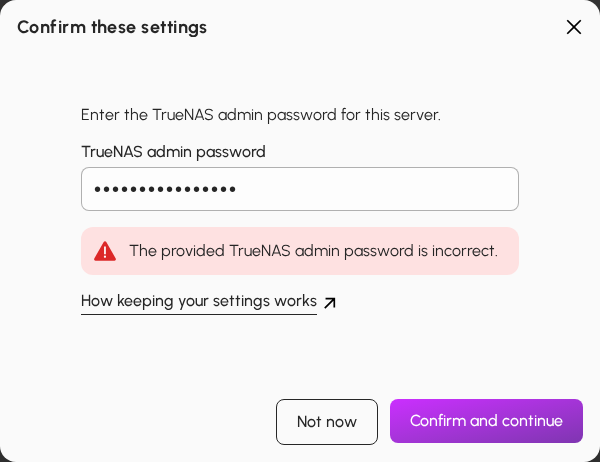 Confirm these settings
Enter the TrueNAS admin password for this server.
TrueNAS admin password
••••••••••••••••
The provided TrueNAS admin password is incorrect.
How keeping your settings works
Not now
Confirm and continue